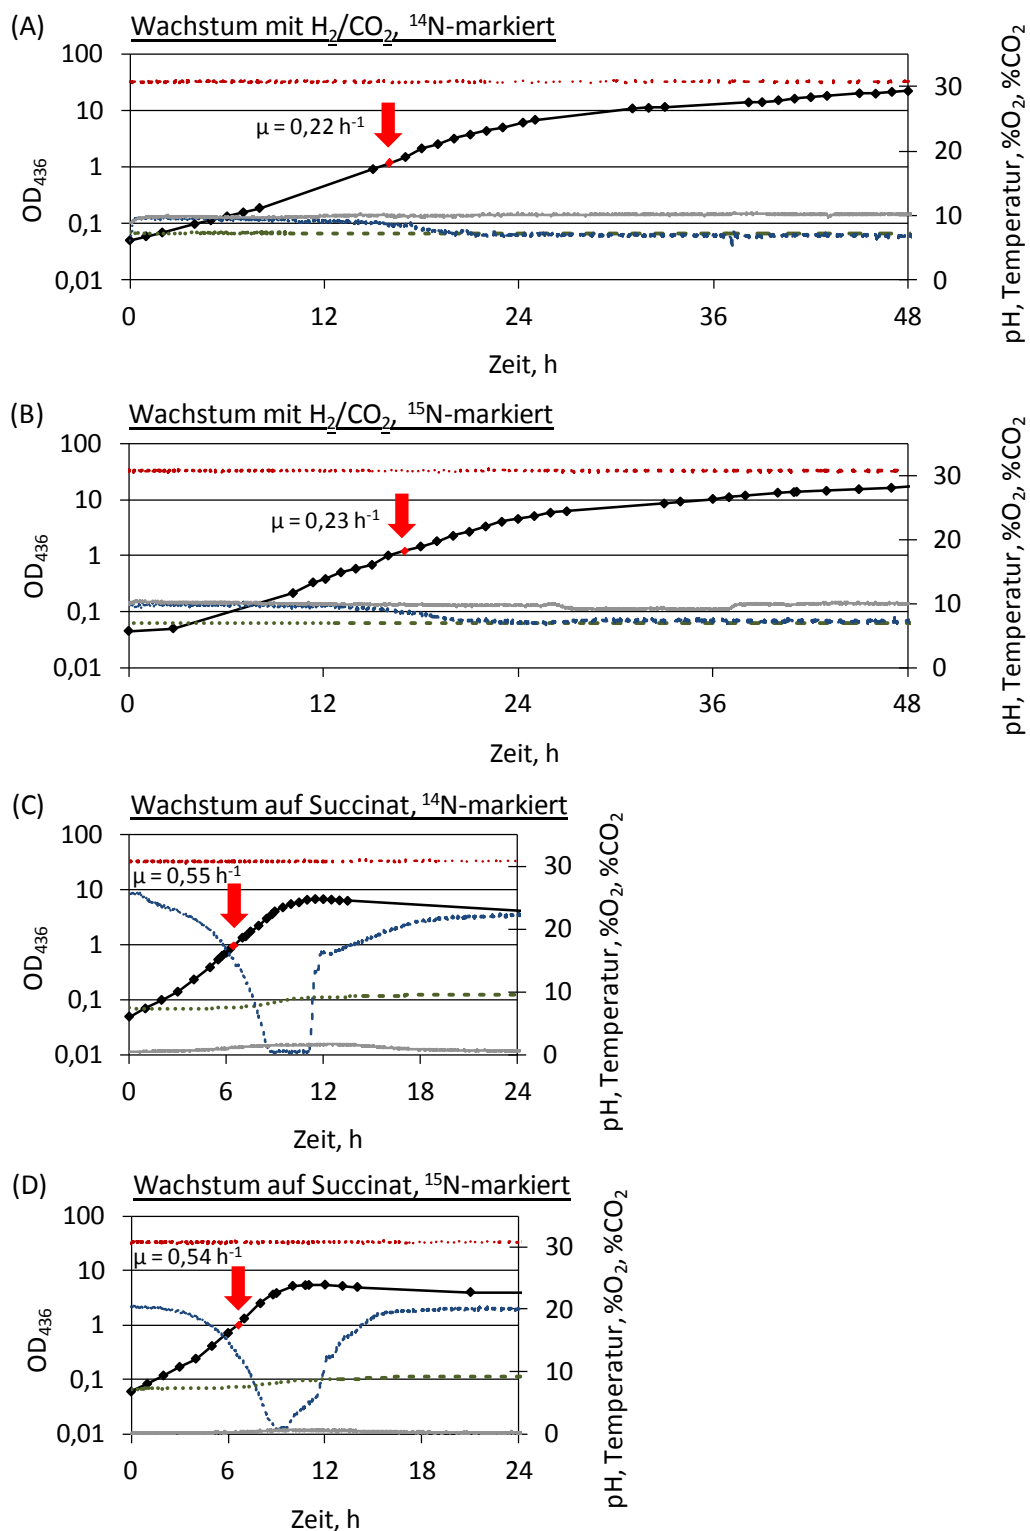 (A) Wachstum mit H₂/CO₂, ¹⁴N-markiert
100
10
1
0,1
0,01
OD₄₃₆
µ = 0,22 h⁻¹
30
20
10
0
pH, Temperatur, %O₂, %CO₂
0 12 24 36 48
Zeit, h
(B) Wachstum mit H₂/CO₂, ¹⁵N-markiert
100
10
1
0,1
0,01
OD₄₃₆
µ = 0,23 h⁻¹
30
20
10
0
pH, Temperatur, %O₂, %CO₂
0 12 24 36 48
Zeit, h
(C) Wachstum auf Succinat, ¹⁴N-markiert
100
10
1
0,1
0,01
OD₄₃₆
µ = 0,55 h⁻¹
30
20
10
0
pH, Temperatur, %O₂, %CO₂
0 6 12 18 24
Zeit, h
(D) Wachstum auf Succinat, ¹⁵N-markiert
100
10
1
0,1
0,01
OD₄₃₆
µ = 0,54 h⁻¹
30
20
10
0
pH, Temperatur, %O₂, %CO₂
0 6 12 18 24
Zeit, h